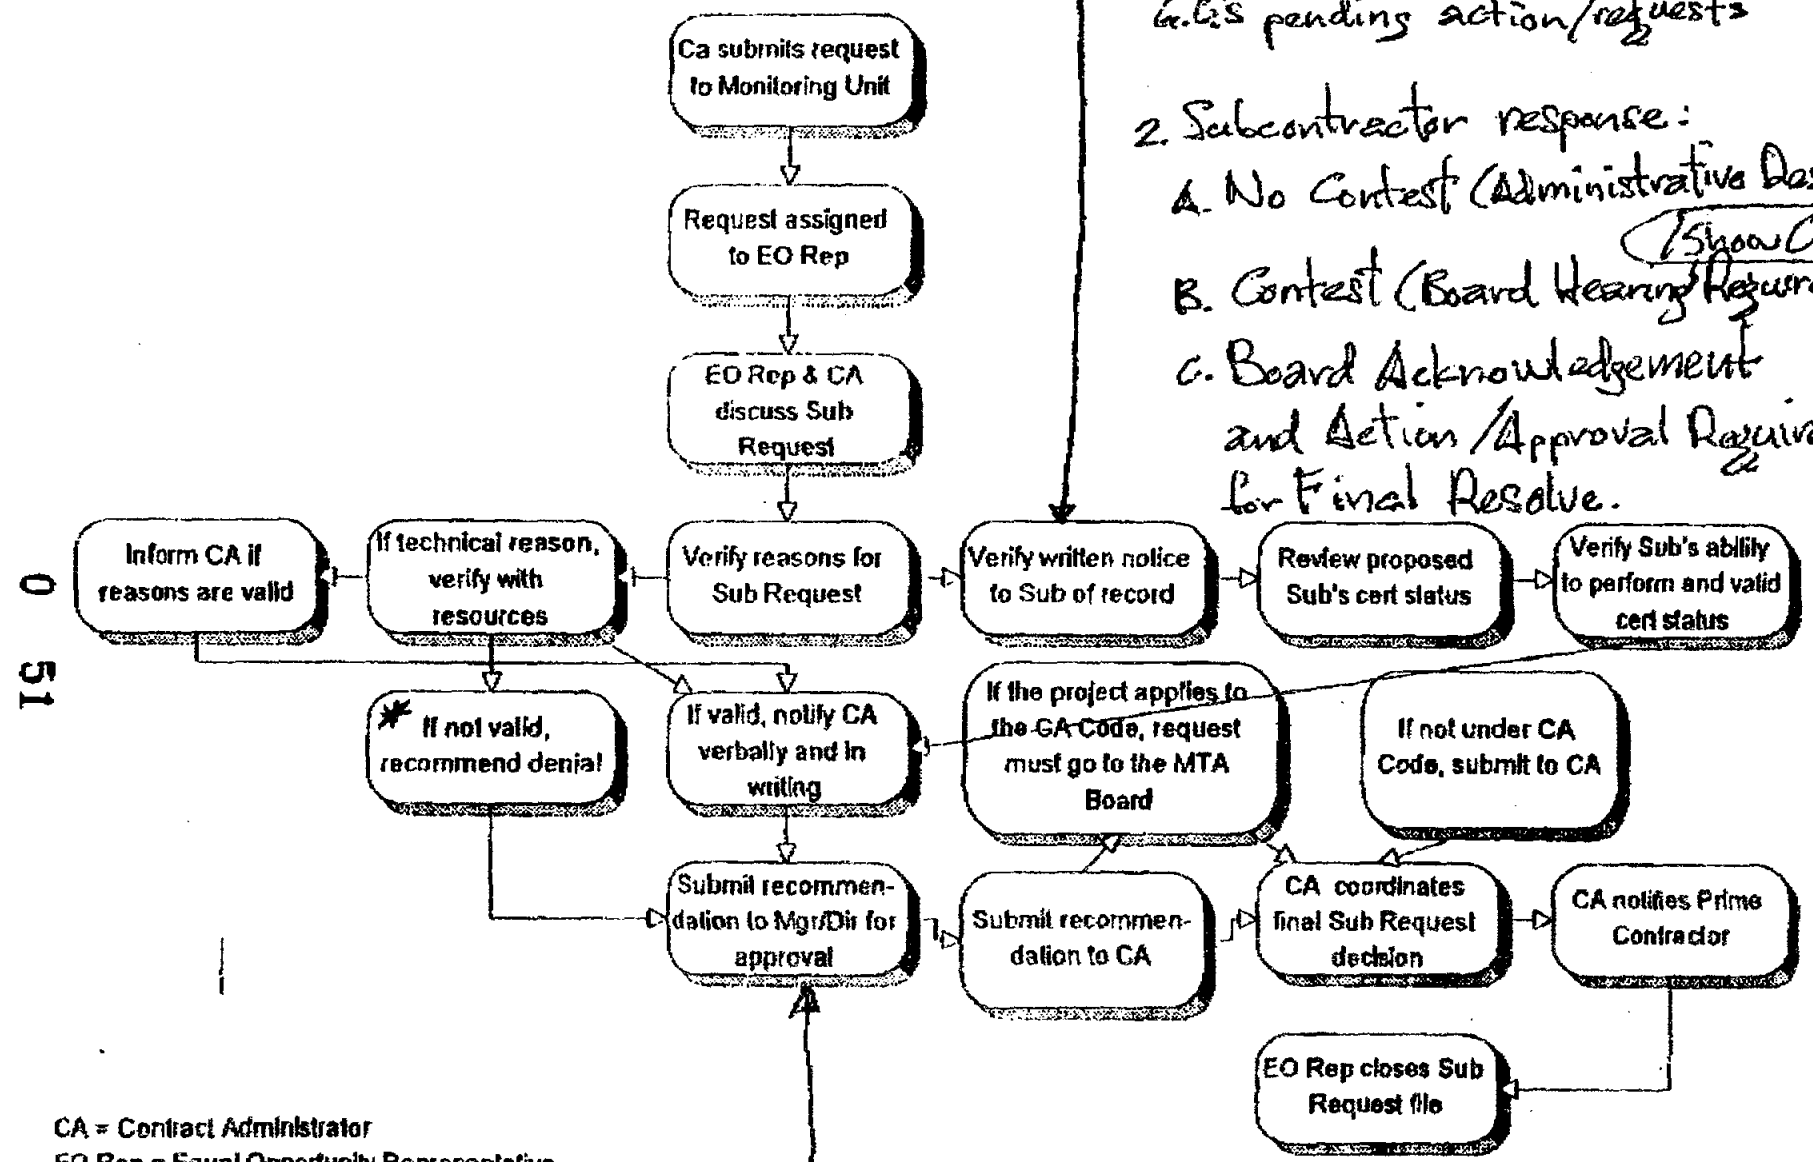 pending action/requests
Ca submits request
to Monitoring Unit
2. Subcontractor response:
A. No Contest (Administrative
B. Contest (Board Hearing
C. Board Acknowledgement
and Action/Approval
for Final Resolve.
Request assigned
to EO Rep
EO Rep & CA
discuss Sub
Request
Inform CA if
reasons are valid
If technical reason,
verify with
resources
Verify reasons for
Sub Request
Verify written notice
to Sub of record
Review proposed
Sub's cert status
Verify Sub's ability
to perform and valid
cert status
0 51
If not valid,
recommend denial
If valid, notify CA
verbally and in
writing
If the project applies to
the CA Code, request
must go to the MTA
Board
If not under CA
Code, submit to CA
Submit recommen-
dation to Mgr/Dir for
approval
Submit recommen-
dation to CA
CA coordinates
final Sub Request
decision
CA notifies Prime
Contractor
EO Rep closes Sub
Request file
CA = Contract Administrator
EO Rep = Equal Opportunity Representative